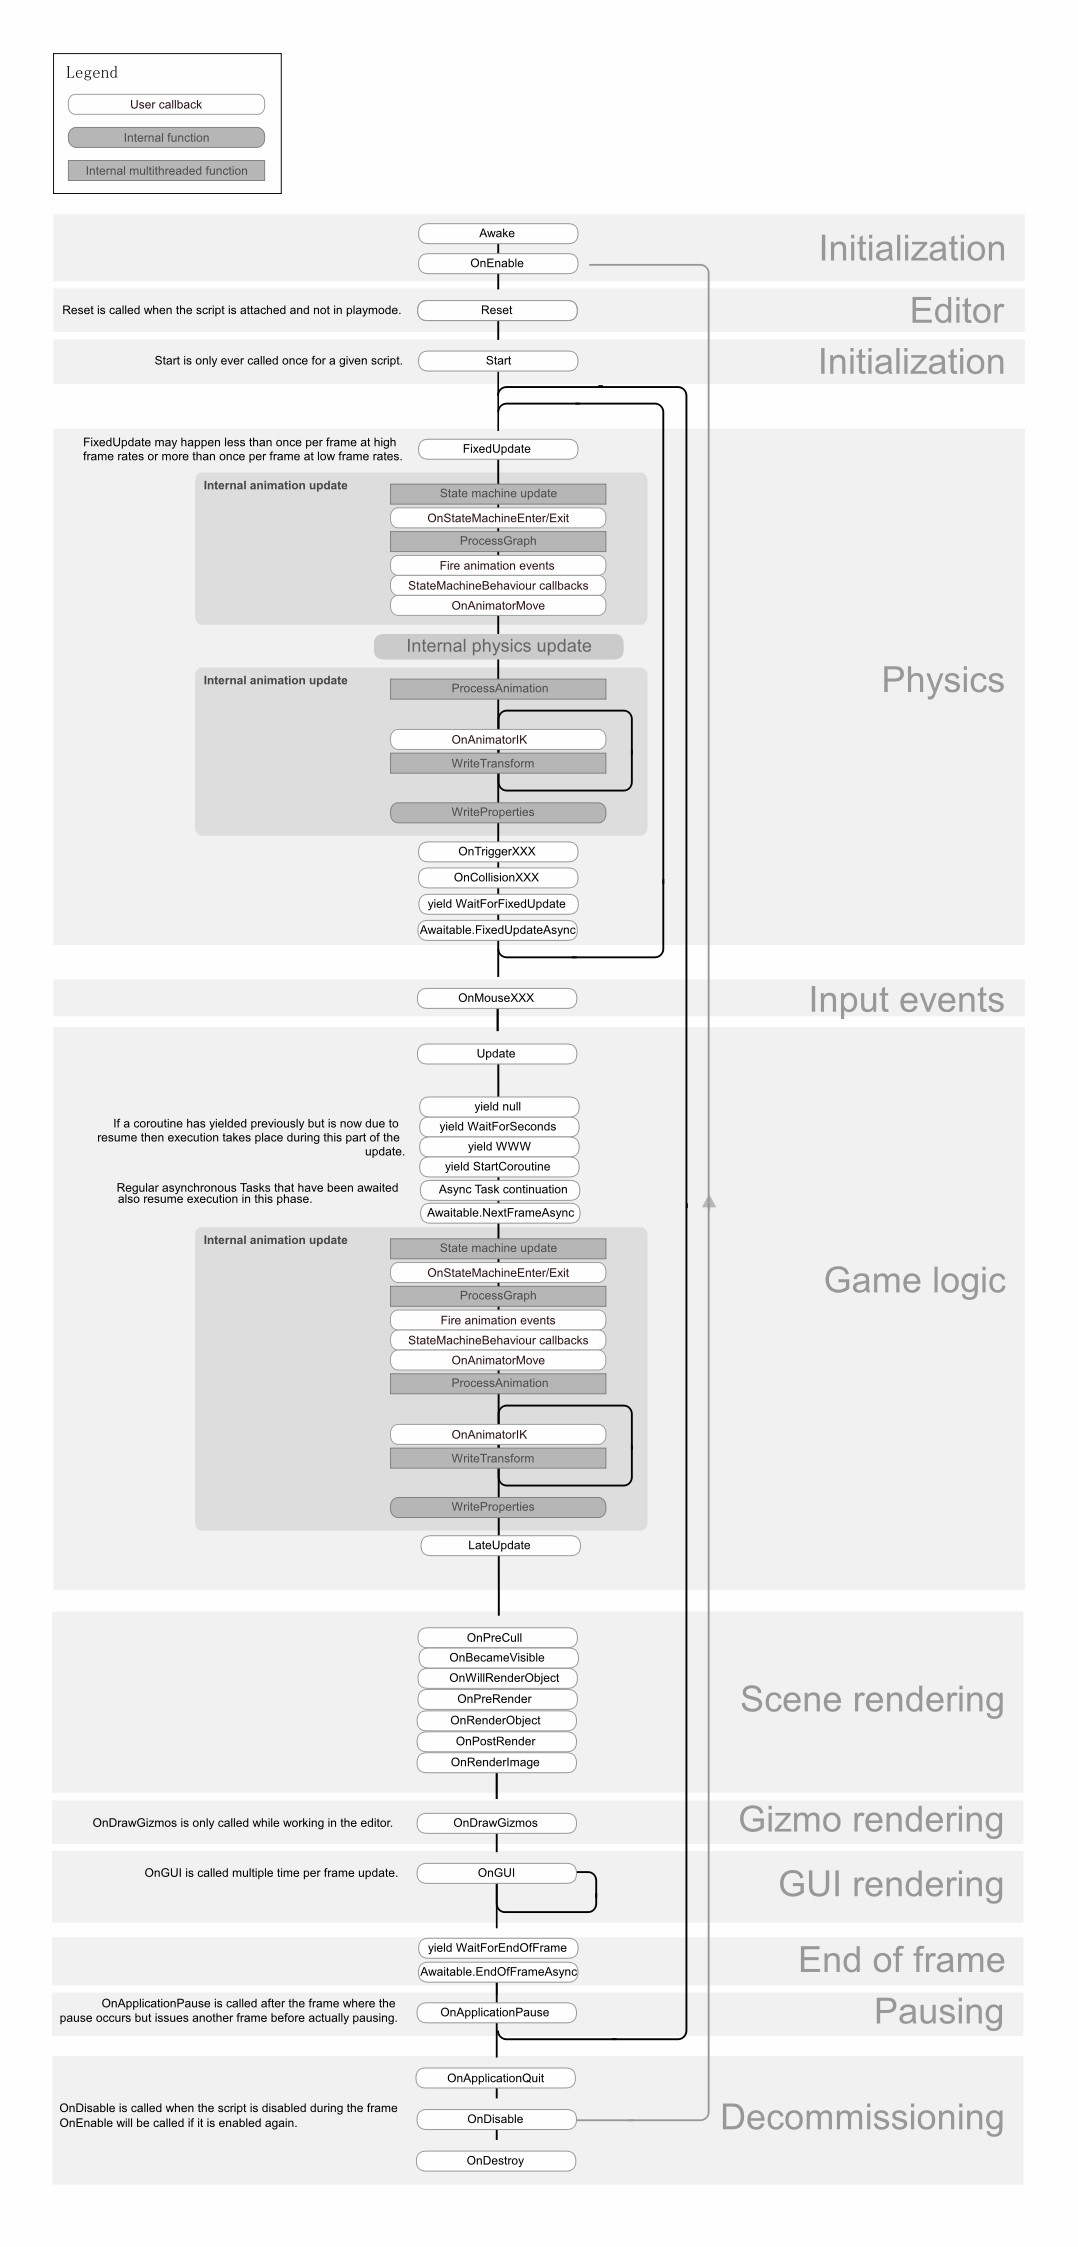 Legend
User callback
Internal function
Internal multithreaded function
Awake
Initialization
OnEnable
Reset is called when the script is attached and not in playmode.
Reset
Editor
Start is only ever called once for a given script.
Start
Initialization
FixedUpdate may happen less than once per frame at high
frame rates or more than once per frame at low frame rates.
FixedUpdate
Internal animation update
State machine update
OnStateMachineEnter/Exit
ProcessGraph
Fire animation events
StateMachineBehaviour callbacks
OnAnimatorMove
Internal physics update
Physics
Internal animation update
ProcessAnimation
OnAnimatorIK
WriteTransform
WriteProperties
OnTriggerXXX
OnCollisionXXX
yield WaitForFixedUpdate
Awaitable.FixedUpdateAsync
OnMouseXXX
Input events
Update
yield null
If a coroutine has yielded previously but is now due to
resume then execution takes place during this part of the
update.
yield WaitForSeconds
yield WWW
yield StartCoroutine
Regular asynchronous Tasks that have been awaited
also resume execution in this phase.
Async Task continuation
Awaitable.NextFrameAsync
Internal animation update
State machine update
OnStateMachineEnter/Exit
Game logic
ProcessGraph
Fire animation events
StateMachineBehaviour callbacks
OnAnimatorMove
ProcessAnimation
OnAnimatorIK
WriteTransform
WriteProperties
LateUpdate
OnPreCull
OnBecameVisible
OnWillRenderObject
OnPreRender
Scene rendering
OnRenderObject
OnPostRender
OnRenderImage
OnDrawGizmos is only called while working in the editor.
OnDrawGizmos
Gizmo rendering
OnGUI is called multiple time per frame update.
OnGUI
GUI rendering
yield WaitForEndOfFrame
Awaitable.EndOfFrameAsync
End of frame
OnApplicationPause is called after the frame where the
pause occurs but issues another frame before actually pausing.
OnApplicationPause
Pausing
OnApplicationQuit
OnDisable is called when the script is disabled during the frame
OnEnable will be called if it is enabled again.
OnDisable
Decommissioning
OnDestroy